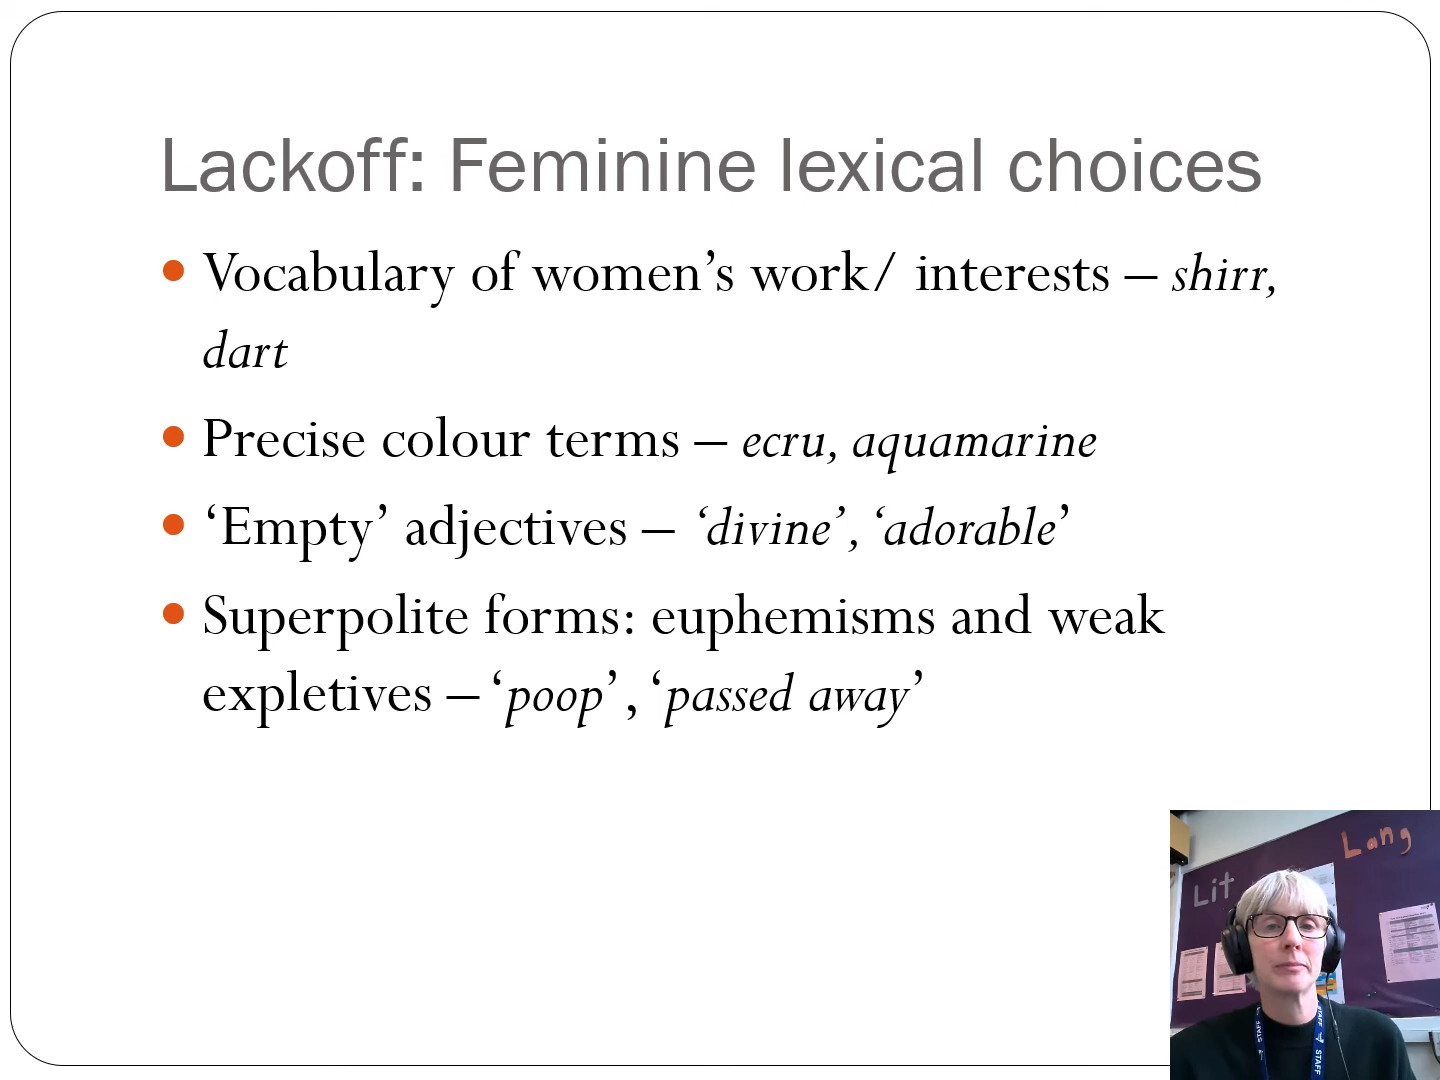 Lackoff: Feminine lexical choices
Vocabulary of women’s work/ interests – shirr,
dart
Precise colour terms – ecru, aquamarine
‘Empty’ adjectives – ‘divine’, ‘adorable’
Superpolite forms: euphemisms and weak
expletives – ‘poop’, ‘passed away’
Lang
Lit
STAFF
STAFF
STAFF